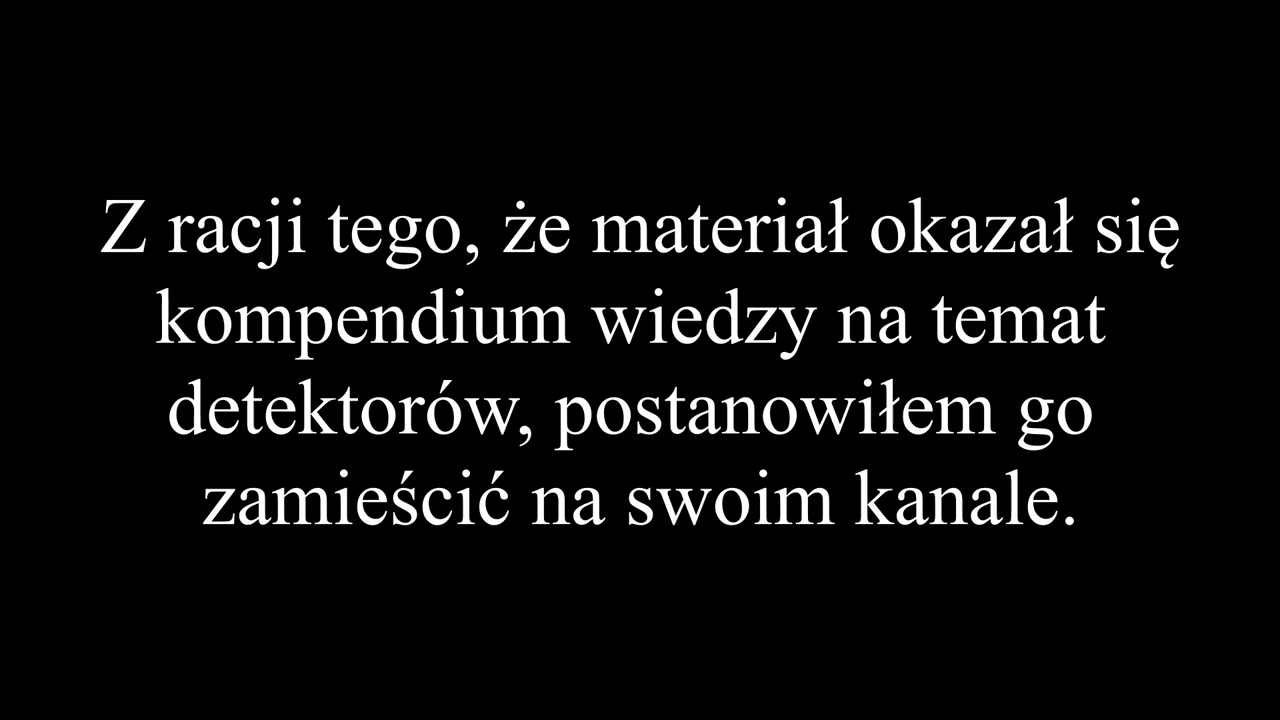 Z racji tego, że materiał okazał się
kompendium wiedzy na temat
detektorów, postanowiłem go
zamieścić na swoim kanale.